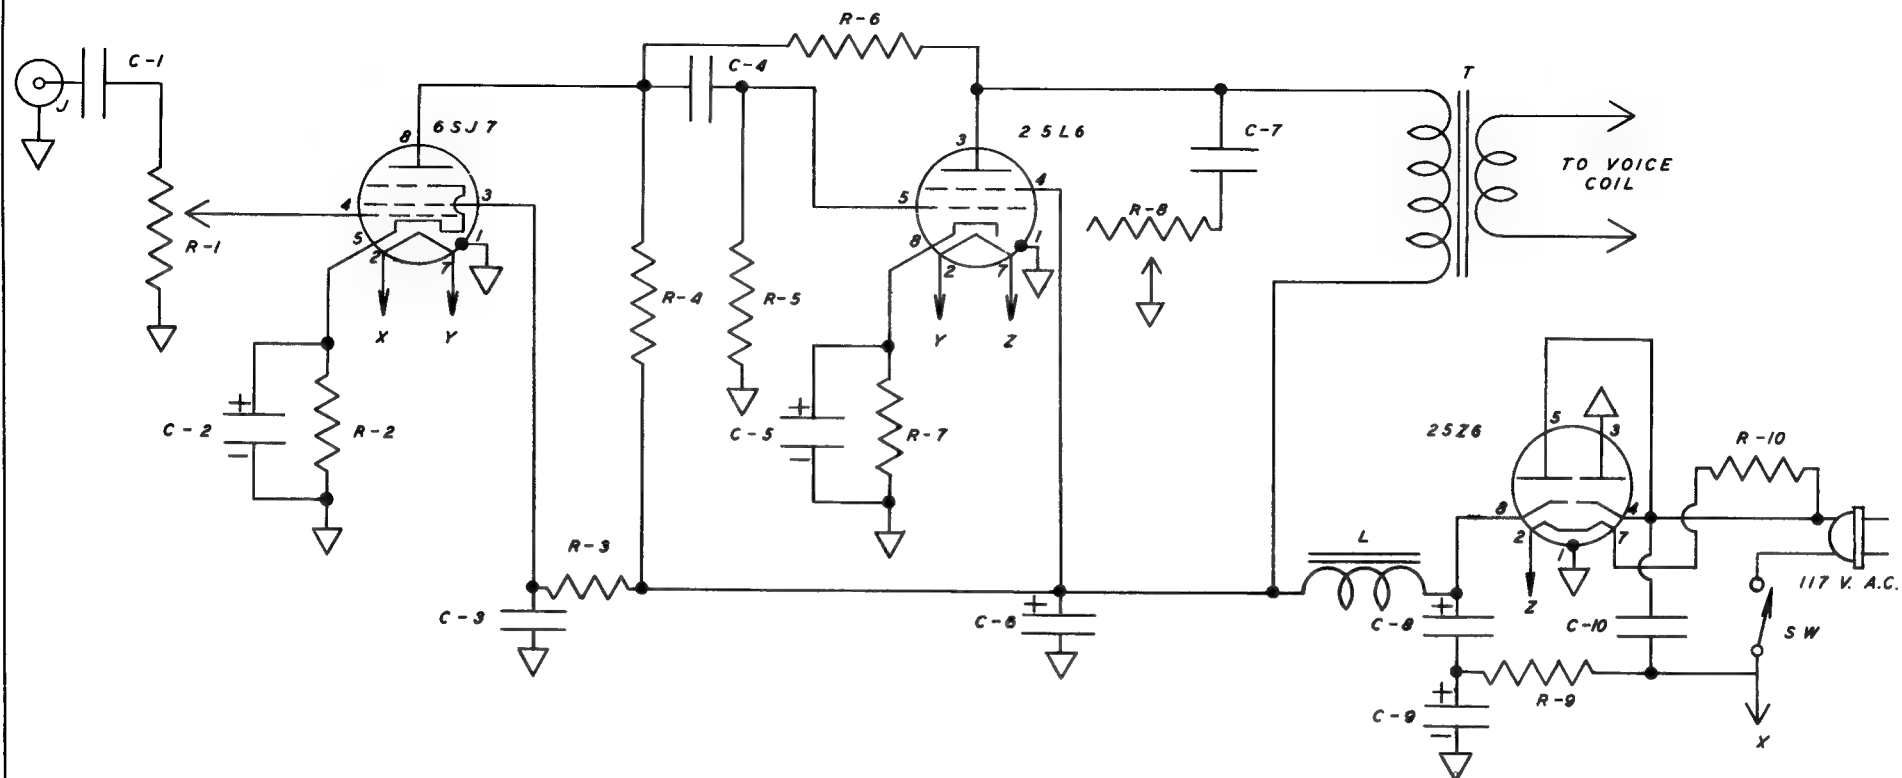 R-6
C-1
C-4
T
J
6SJ7
25L6
C-7
8
3
4
3
5
4
TO VOICE
COIL
R-8
R-1
5
2
7
1
8
2
7
1
R-4
R-5
X
Y
Y
Z
+
C-2
-
R-2
+
C-5
-
R-7
25Z6
5
3
R-10
8
4
2
1
7
R-3
L
117 V. A.C.
Z
C-3
+
C-6
+
C-8
C-10
SW
+
C-9
-
R-9
X